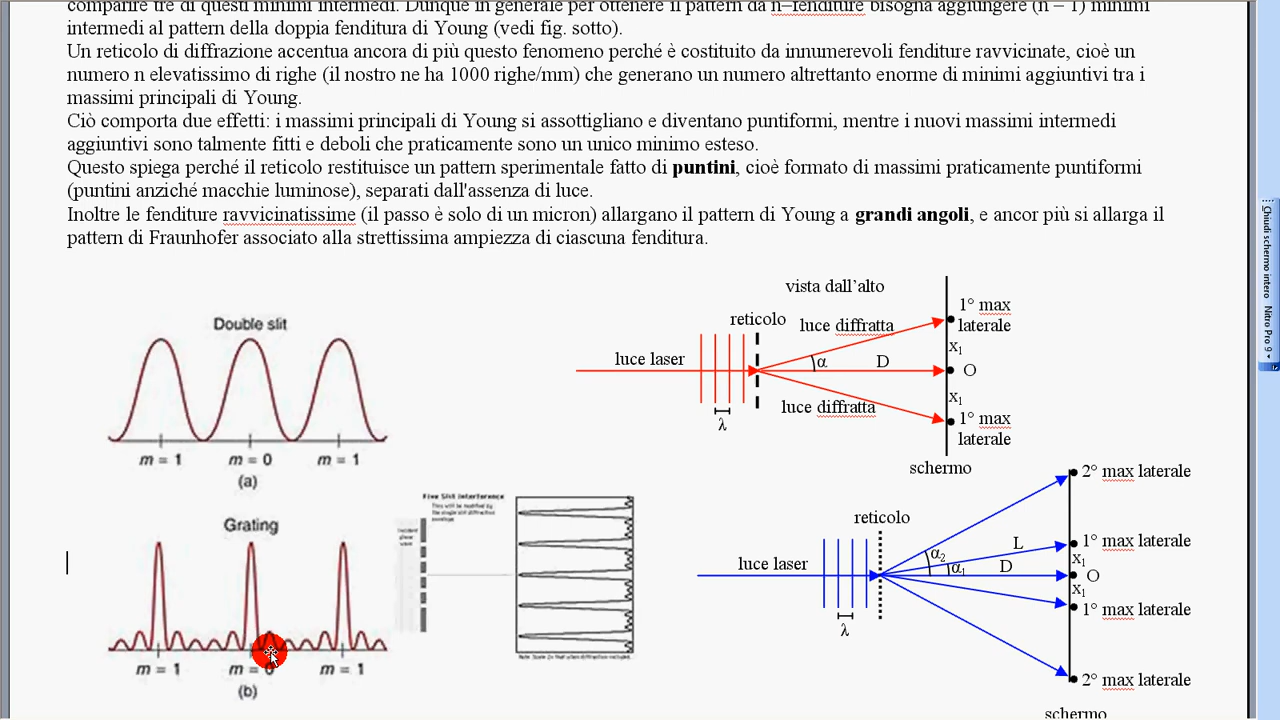 comparire tre di questi minimi intermedi. Dunque in generale per ottenere il pattern da n–fenditure bisogna aggiungere (n – 1) minimi
intermedi al pattern della doppia fenditura di Young (vedi fig. sotto).
Un reticolo di diffrazione accentua ancora di più questo fenomeno perché è costituito da innumerevoli fenditure ravvicinate, cioè un
numero n elevatissimo di righe (il nostro ne ha 1000 righe/mm) che generano un numero altrettanto enorme di minimi aggiuntivi tra i
massimi principali di Young.
Ciò comporta due effetti: i massimi principali di Young si assottigliano e diventano puntiformi, mentre i nuovi massimi intermedi
aggiuntivi sono talmente fitti e deboli che praticamente sono un unico minimo esteso.
Questo spiega perché il reticolo restituisce un pattern sperimentale fatto di puntini, cioè formato di massimi praticamente puntiformi
(puntini anziché macchie luminose), separati dall'assenza di luce.
Inoltre le fenditure ravvicinatissime (il passo è solo di un micron) allargano il pattern di Young a grandi angoli, e ancor più si allarga il
pattern di Fraunhofer associato alla strettissima ampiezza di ciascuna fenditura.
Double slit
m = 1 m = 0 m = 1
(a)
Grating
m = 1 m = 0 m = 1
(b)
Five Slit Interference
This will be modified by
the single slit diffraction
envelope
vista dall'alto
reticolo
luce diffratta
1° max
laterale
luce laser
α
D
x1
O
x1
luce diffratta
1° max
laterale
λ
schermo
2° max laterale
reticolo
L
1° max laterale
α2
x1
luce laser
α1
D
O
x1
1° max laterale
λ
2° max laterale
schermo
Chiudi schermo intero Nitro Pro 9